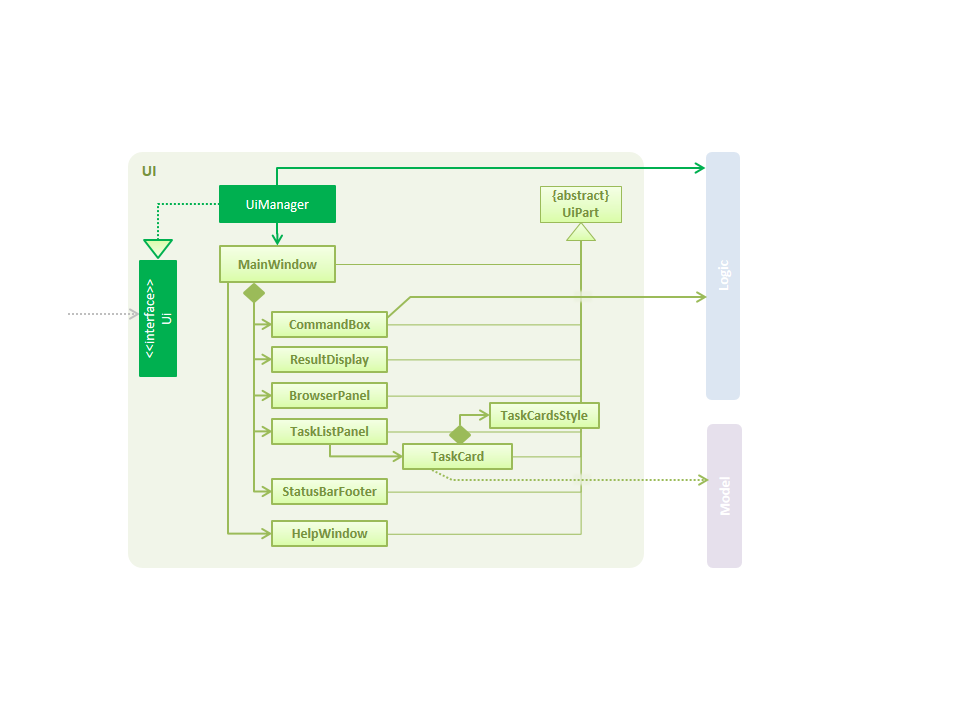 UI
UiManager
{abstract}
UiPart
MainWindow
<<interface>>
Ui
Logic
CommandBox
ResultDisplay
BrowserPanel
TaskCardsStyle
TaskListPanel
TaskCard
StatusBarFooter
HelpWindow
Model